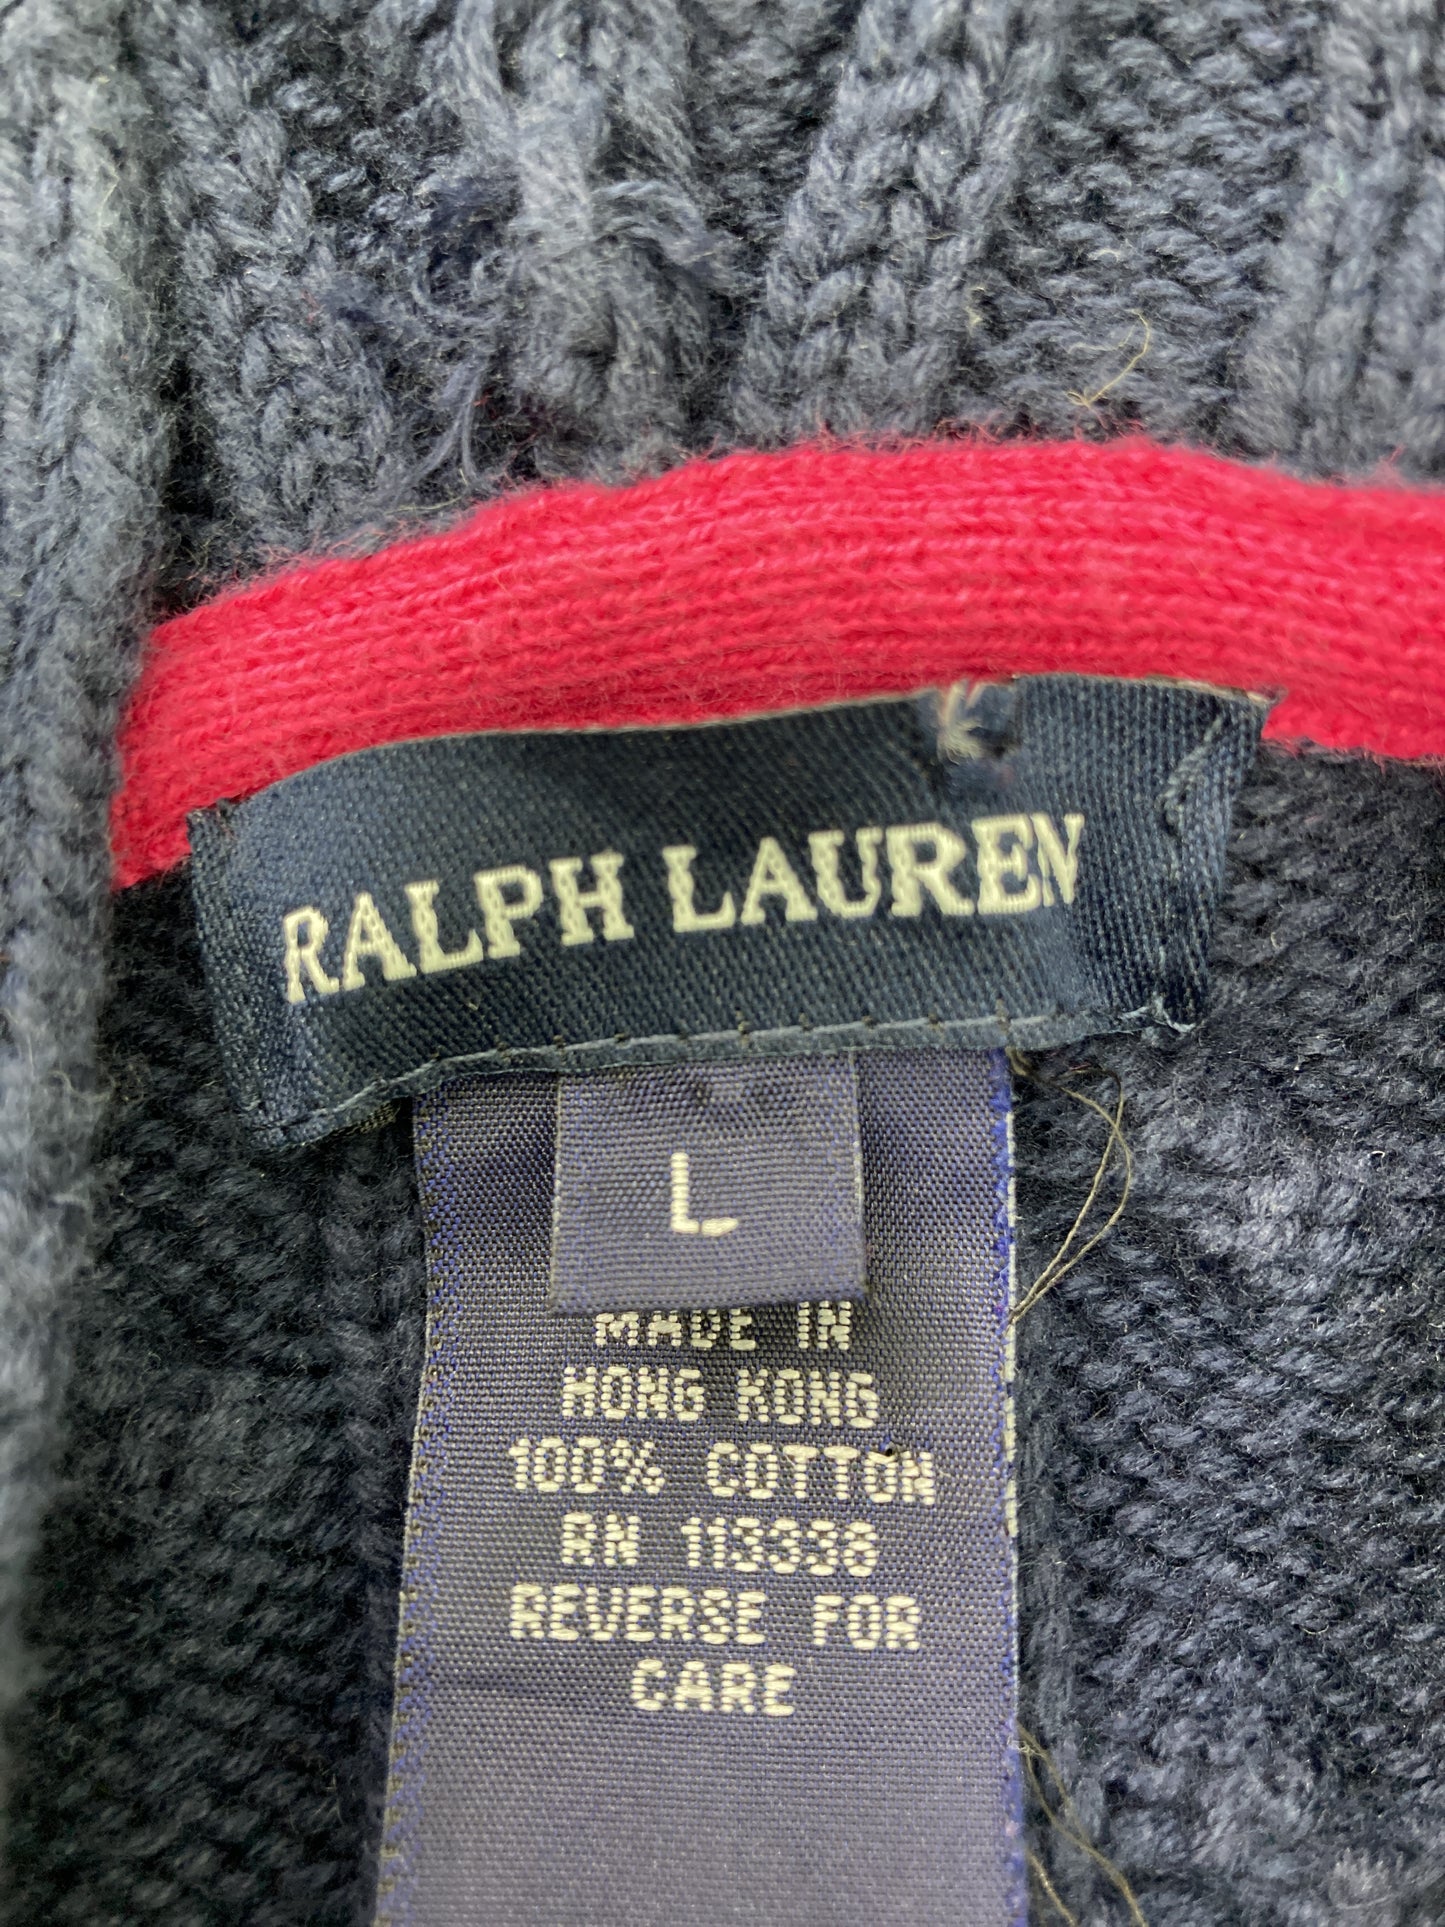 RALPH LAUREN
L
MADE IN
HONG KONG
100% COTTON
RN 113338
REVERSE FOR
CARE